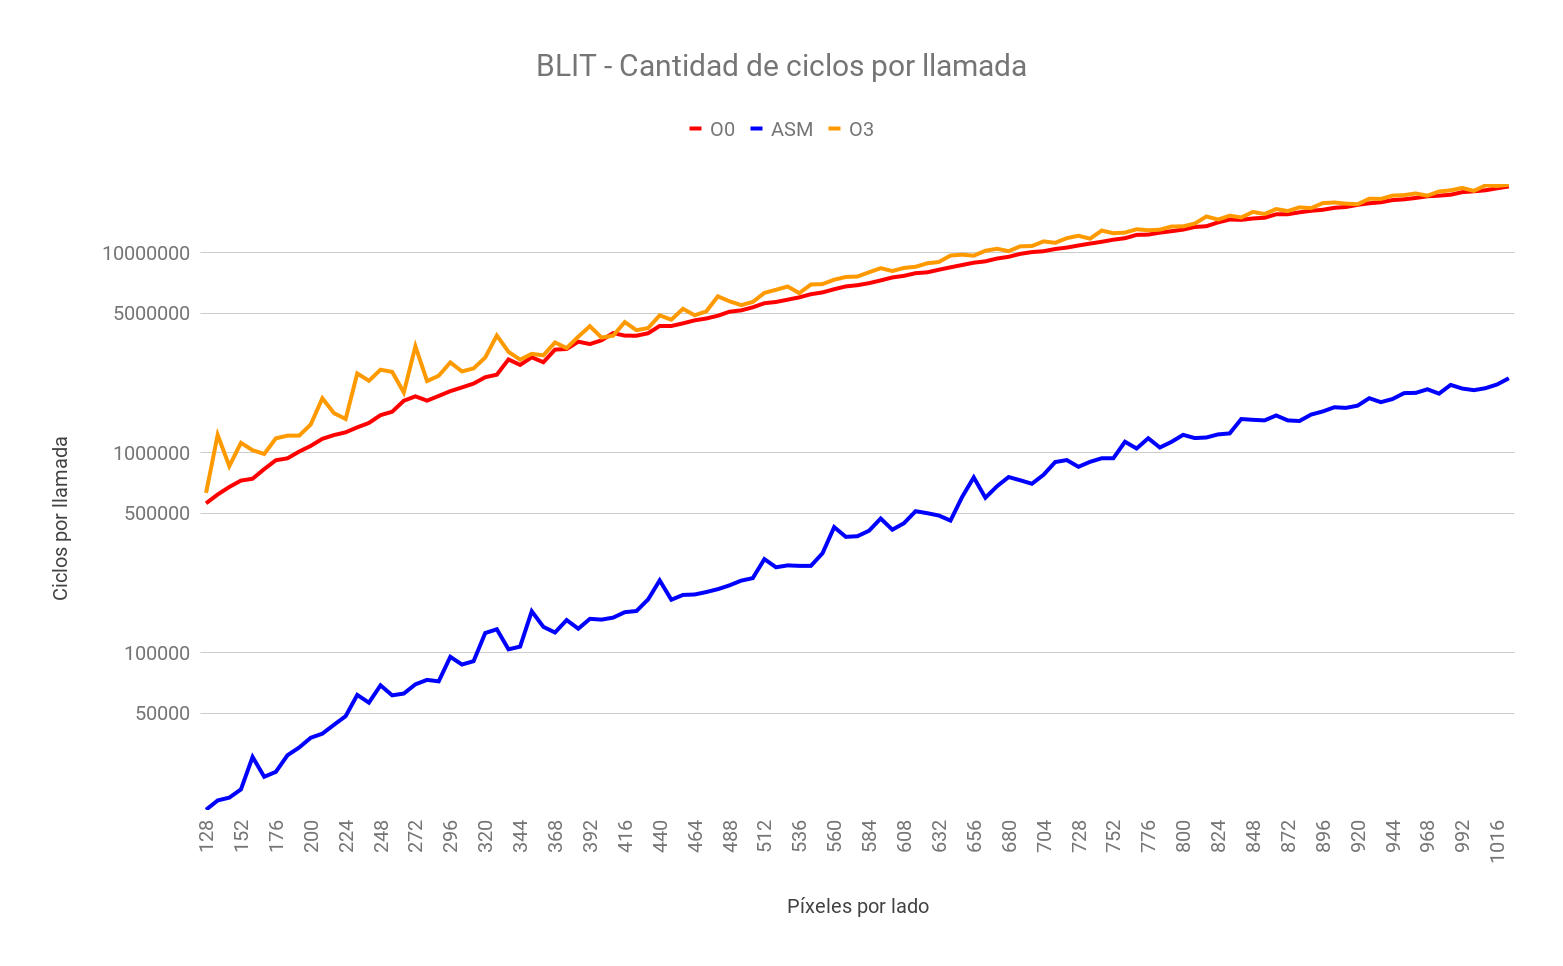 BLIT - Cantidad de ciclos por llamada
O0 ASM O3
10000000
5000000
1000000
500000
100000
50000
Ciclos por llamada
128 152 176 200 224 248 272 296 320 344 368 392 416 440 464 488 512 536 560 584 608 632 656 680 704 728 752 776 800 824 848 872 896 920 944 968 992 1016
Píxeles por lado